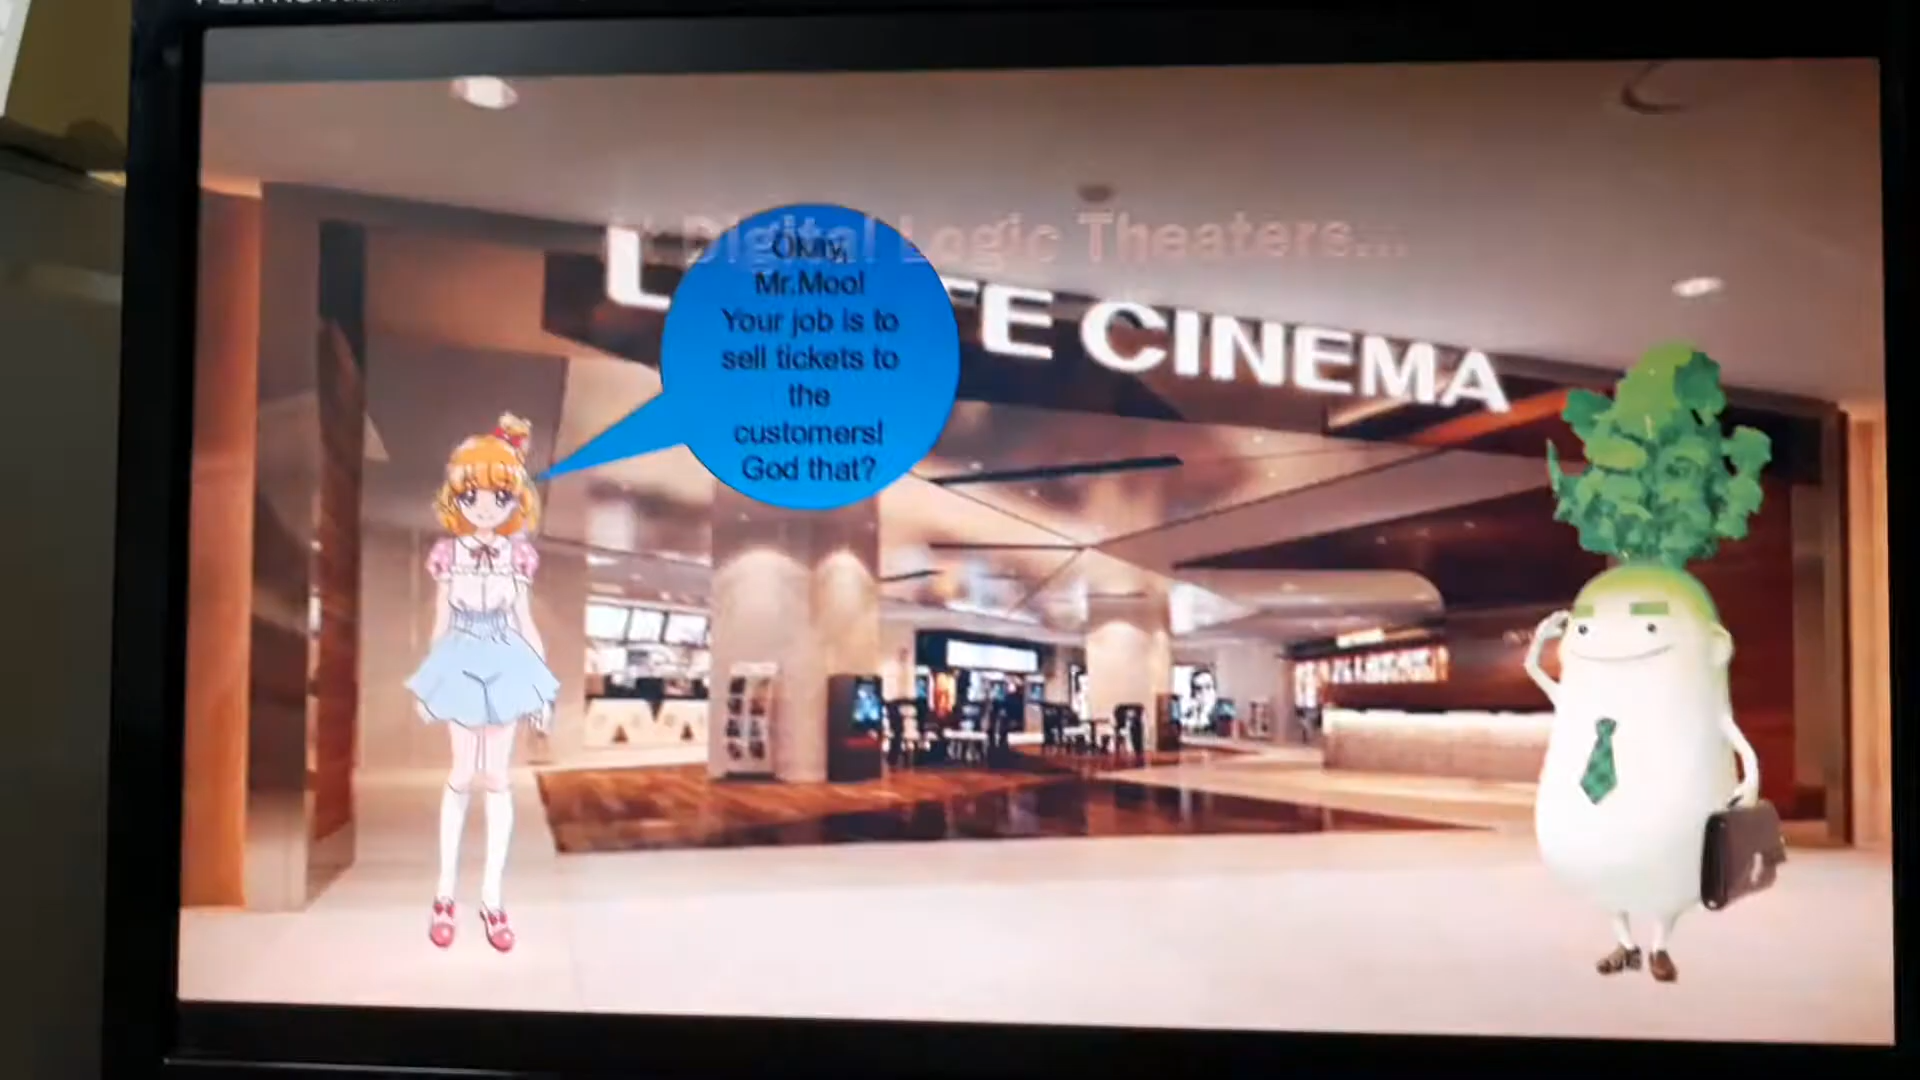 Digital Logic Theaters...
Okay,
Mr.Moo!
Your job is to
sell tickets to
the
customers!
God that?
CINEMA